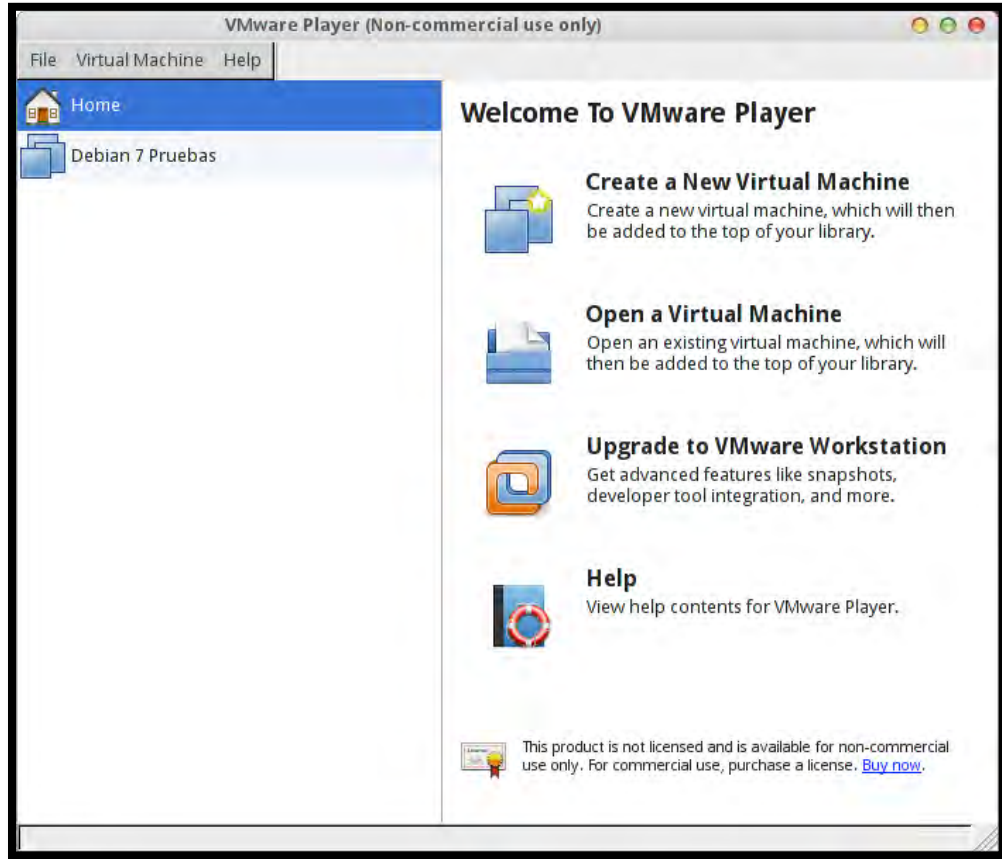 VMware Player (Non-commercial use only)
File Virtual Machine Help
Home
Debian 7 Pruebas
Welcome To VMware Player
Create a New Virtual Machine
Create a new virtual machine, which will then
be added to the top of your library.
Open a Virtual Machine
Open an existing virtual machine, which will
then be added to the top of your library.
Upgrade to VMware Workstation
Get advanced features like snapshots,
developer tool integration, and more.
Help
View help contents for VMware Player.
This product is not licensed and is available for non-commercial
use only. For commercial use, purchase a license. Buy now.